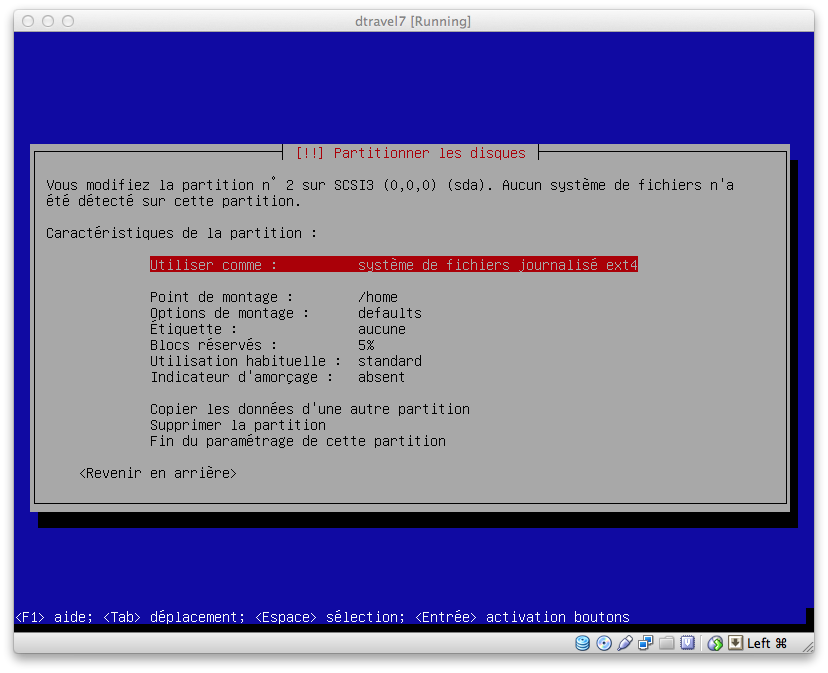 dtravel7 [Running]
[!!] Partitionner les disques
Vous modifiez la partition n° 2 sur SCSI3 (0,0,0) (sda). Aucun système de fichiers n'a
été détecté sur cette partition.
Caractéristiques de la partition :
Utiliser comme : système de fichiers journalisé ext4
Point de montage : /home
Options de montage : defaults
Étiquette : aucune
Blocs réservés : 5%
Utilisation habituelle : standard
Indicateur d'amorçage : absent
Copier les données d'une autre partition
Supprimer la partition
Fin du paramétrage de cette partition
<Revenir en arrière>
<F1> aide; <Tab> déplacement; <Espace> sélection; <Entrée> activation boutons
Left ⌘